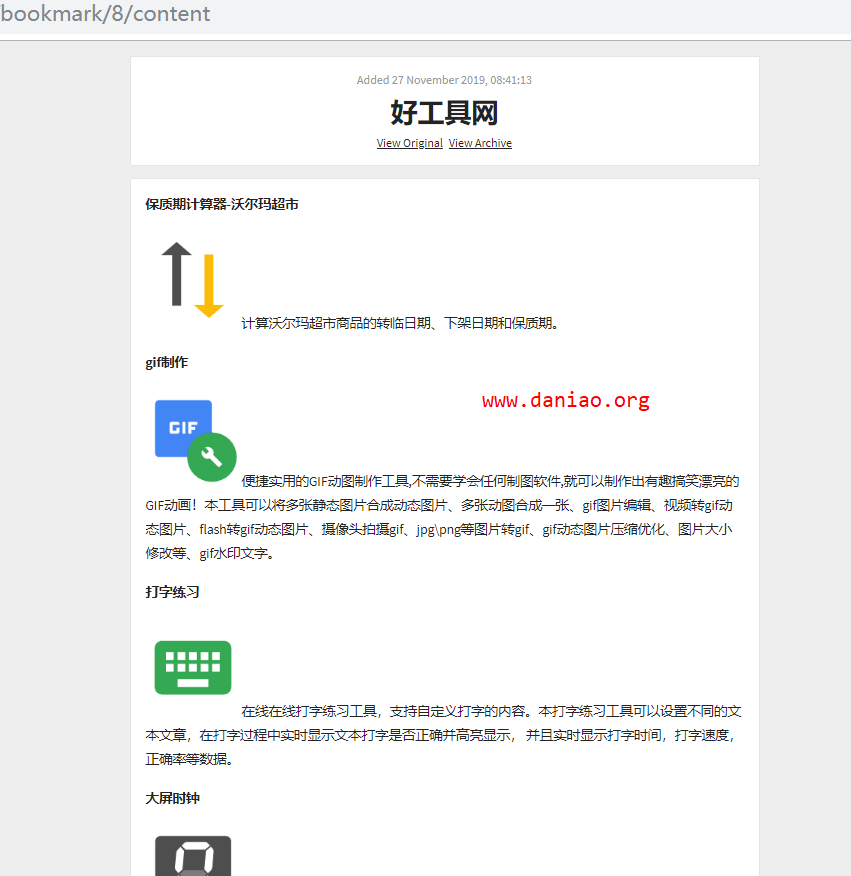 bookmark/8/content
Added 27 November 2019, 08:41:13
好工具网
View Original View Archive
保质期计算器-沃尔玛超市
计算沃尔玛超市商品的转临日期、下架日期和保质期。
gif制作
www.daniao.org
GIF
便捷实用的GIF动图制作工具,不需要学会任何制图软件,就可以制作出有趣搞笑漂亮的
GIF动画！本工具可以将多张静态图片合成动态图片、多张动图合成一张、gif图片编辑、视频转gif动
态图片、flash转gif动态图片、摄像头拍摄gif、jpg\png等图片转gif、gif动态图片压缩优化、图片大小
修改等、gif水印文字。
打字练习
在线在线打字练习工具，支持自定义打字的内容。本打字练习工具可以设置不同的文
本文章，在打字过程中实时显示文本打字是否正确并高亮显示， 并且实时显示打字时间，打字速度，
正确率等数据。
大屏时钟